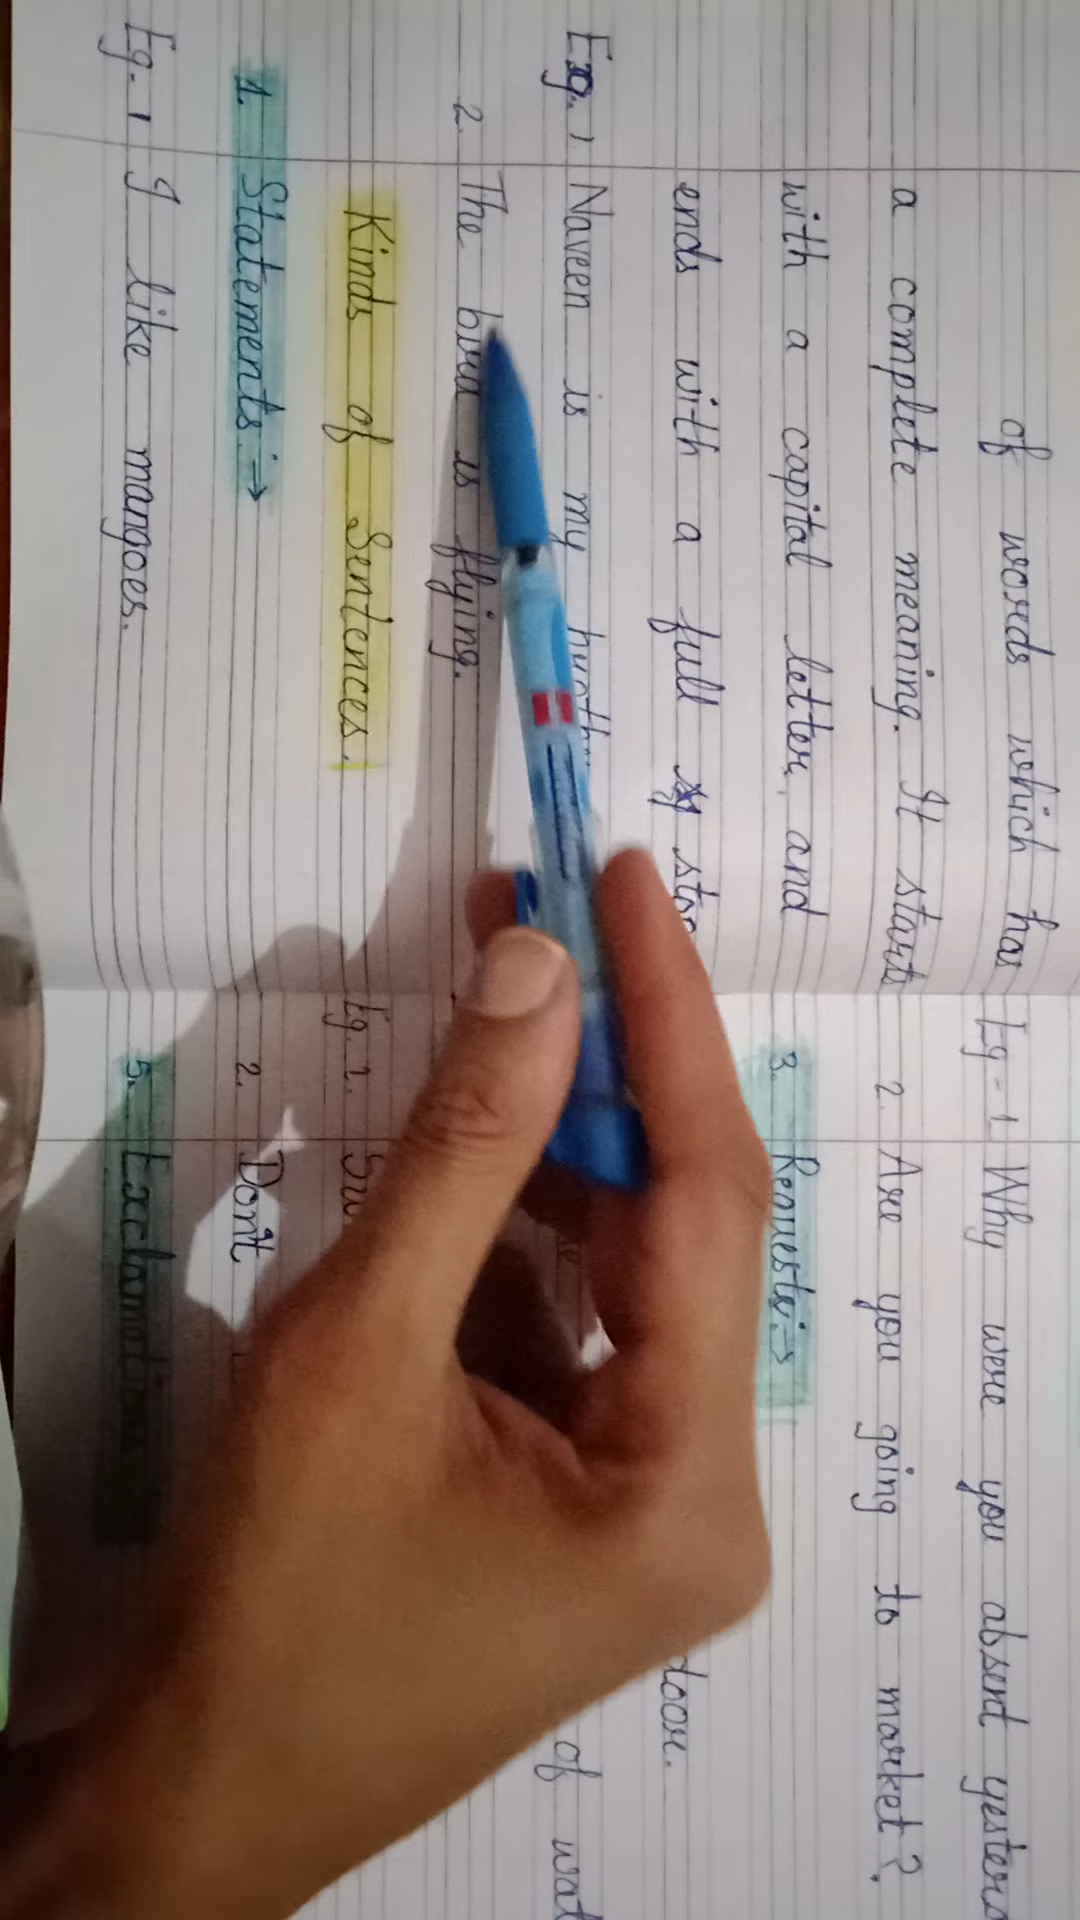 of words which has
a complete meaning. It starts
with a capital letter, and
ends with a full
Eg. 1 Naveen is my
2. The bird is flying.
Kinds of Sentences.
1. Statements :→
Eg. 1 I like mangoes.
Eg - 1 Why were you absent
2. Are you going to market?
3. Requests :→
door.
of
Eg. 1.
2. Don't
5. Exclamations